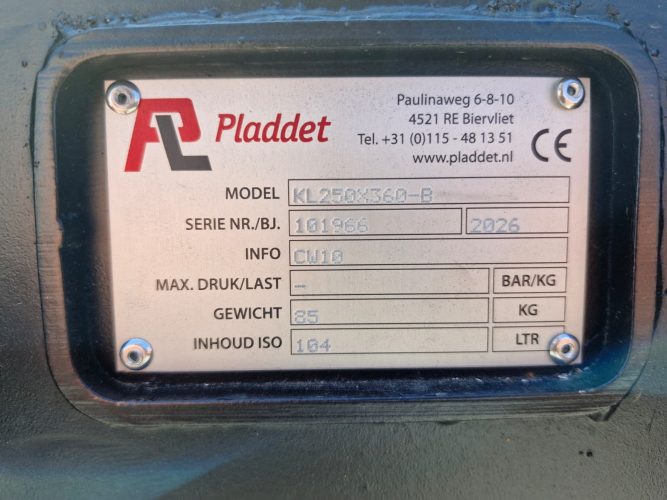 PL Pladdet
Paulinaweg 6-8-10
4521 RE Biervliet
Tel. +31 (0)115 - 48 13 51
www.pladdet.nl
CE
MODEL KL250X360-B
SERIE NR./BJ. 101966 2026
INFO CW10
MAX. DRUK/LAST - BAR/KG
GEWICHT 85 KG
INHOUD ISO 104 LTR